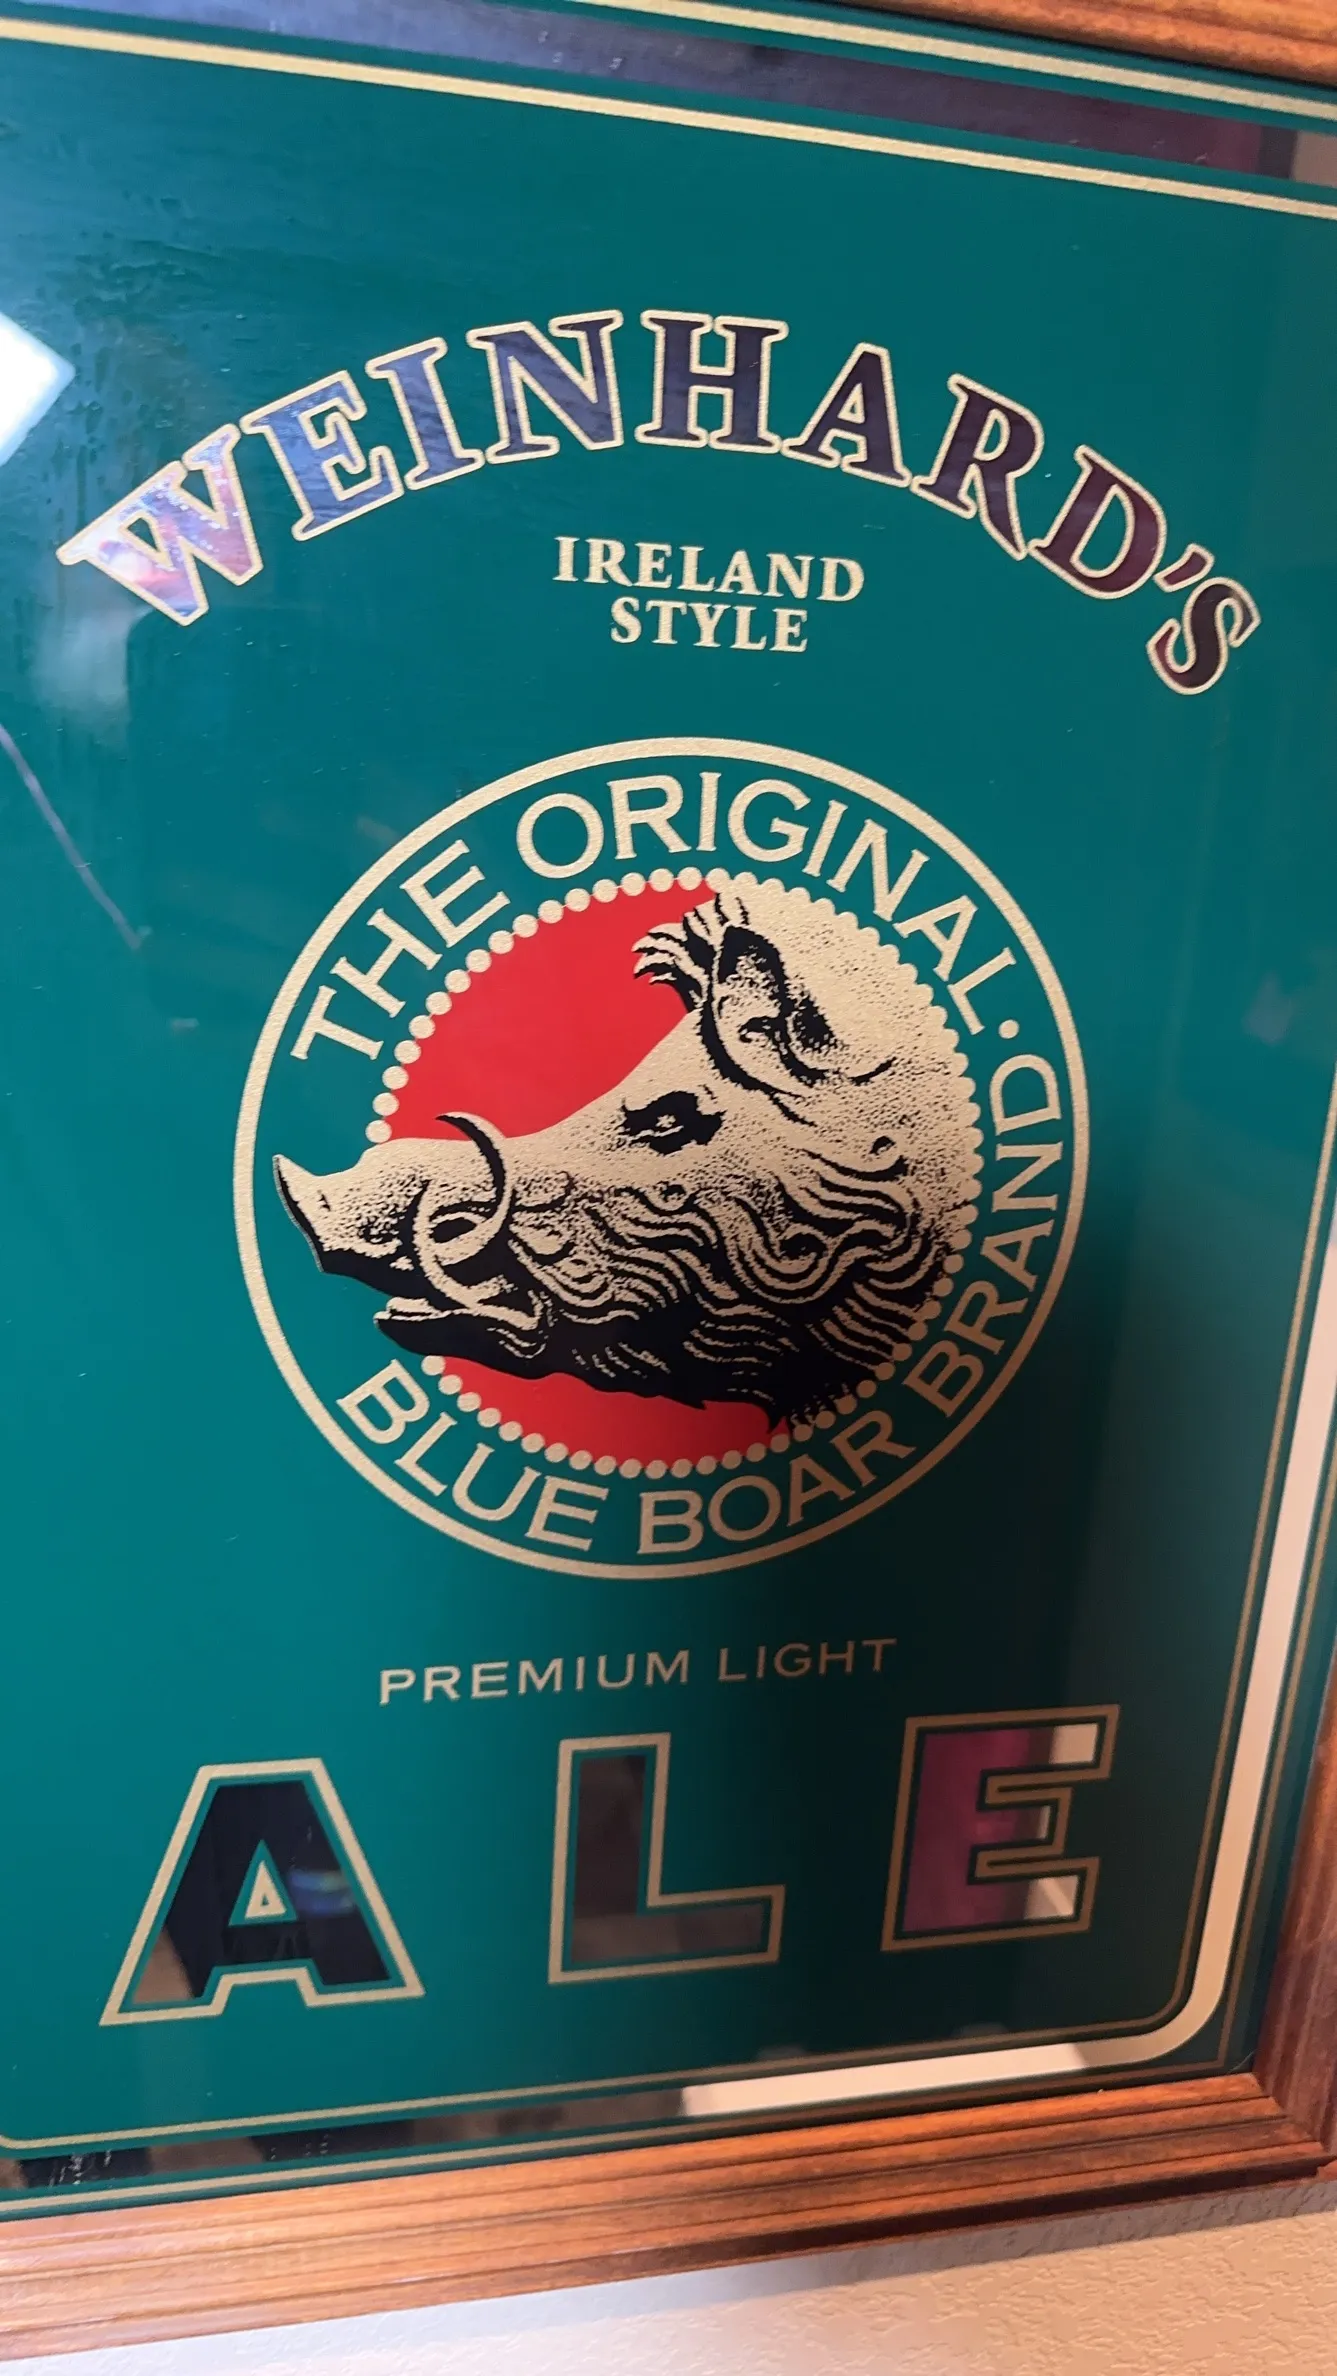 WEINHARD'S
IRELAND
STYLE
THE ORIGINAL.
BLUE BOAR BRAND
PREMIUM LIGHT
ALE